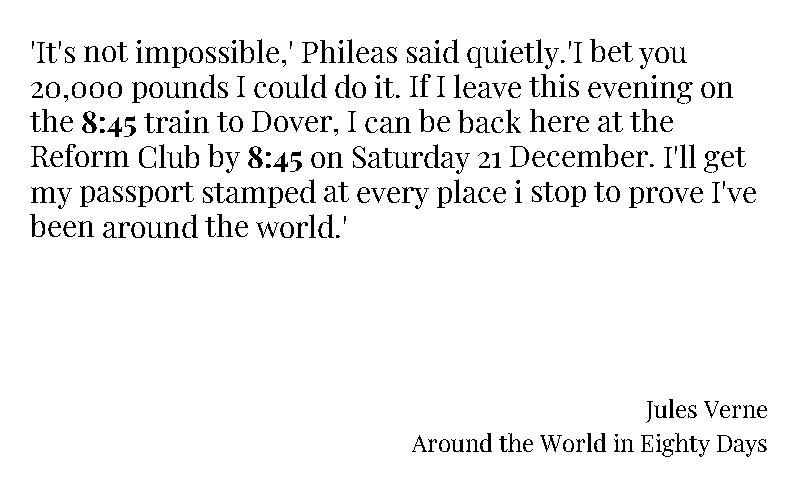 'It's not impossible,' Phileas said quietly.'I bet you
20,000 pounds I could do it. If I leave this evening on
the 8:45 train to Dover, I can be back here at the
Reform Club by 8:45 on Saturday 21 December. I'll get
my passport stamped at every place i stop to prove I've
been around the world.'
Jules Verne
Around the World in Eighty Days